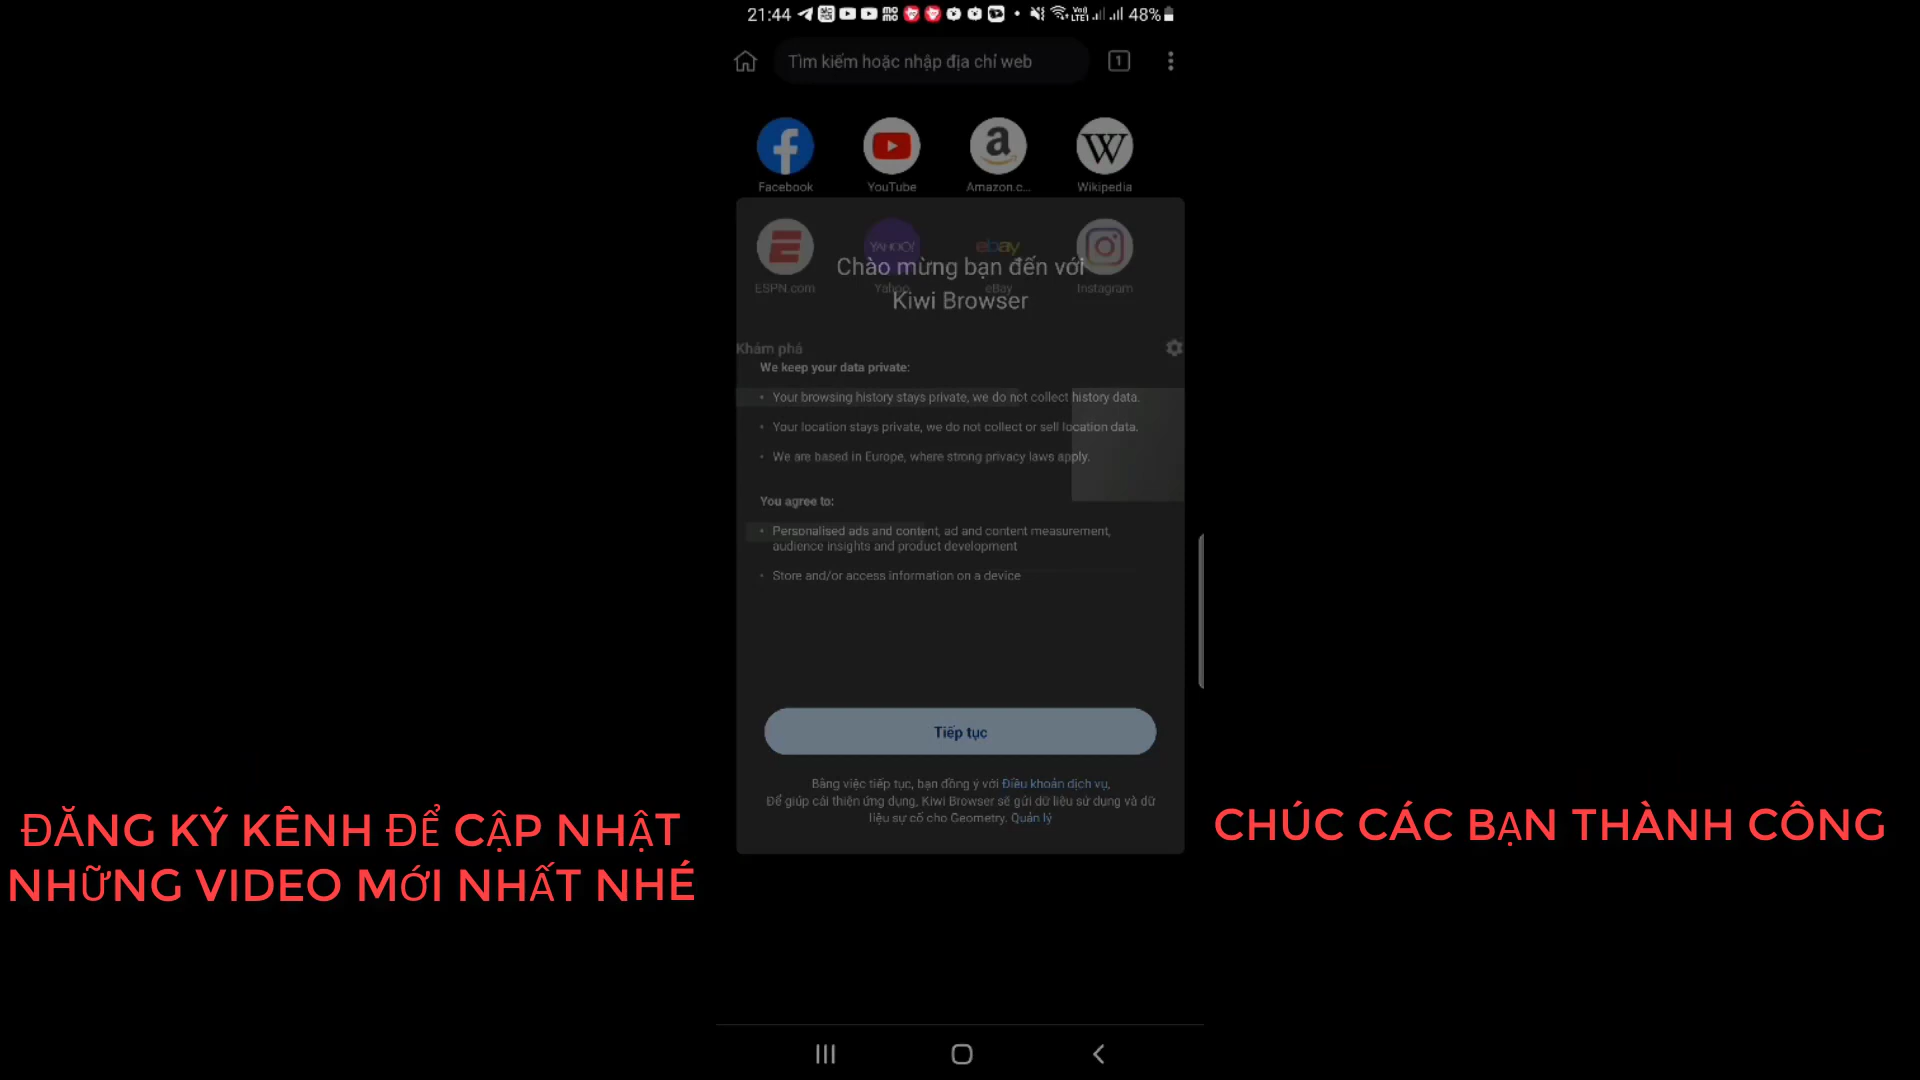 21:44
VoLTE1
48%
Tìm kiếm hoặc nhập địa chỉ web
1
Facebook
YouTube
Amazon.c...
Wikipedia
YAHOO!
ebay
ESPN.com
Yahoo
eBay
Instagram
Chào mừng bạn đến với
Kiwi Browser
Khám phá
We keep your data private:
• Your browsing history stays private, we do not collect history data.
• Your location stays private, we do not collect or sell location data.
• We are based in Europe, where strong privacy laws apply.
You agree to:
• Personalised ads and content, ad and content measurement,
audience insights and product development
• Store and/or access information on a device
Tiếp tục
Bằng việc tiếp tục, bạn đồng ý với Điều khoản dịch vụ.
Để giúp cải thiện ứng dụng, Kiwi Browser sẽ gửi dữ liệu sử dụng và dữ
liệu sự cố cho Geometry. Quản lý
ĐĂNG KÝ KÊNH ĐỂ CẬP NHẬT
NHỮNG VIDEO MỚI NHẤT NHÉ
CHÚC CÁC BẠN THÀNH CÔNG